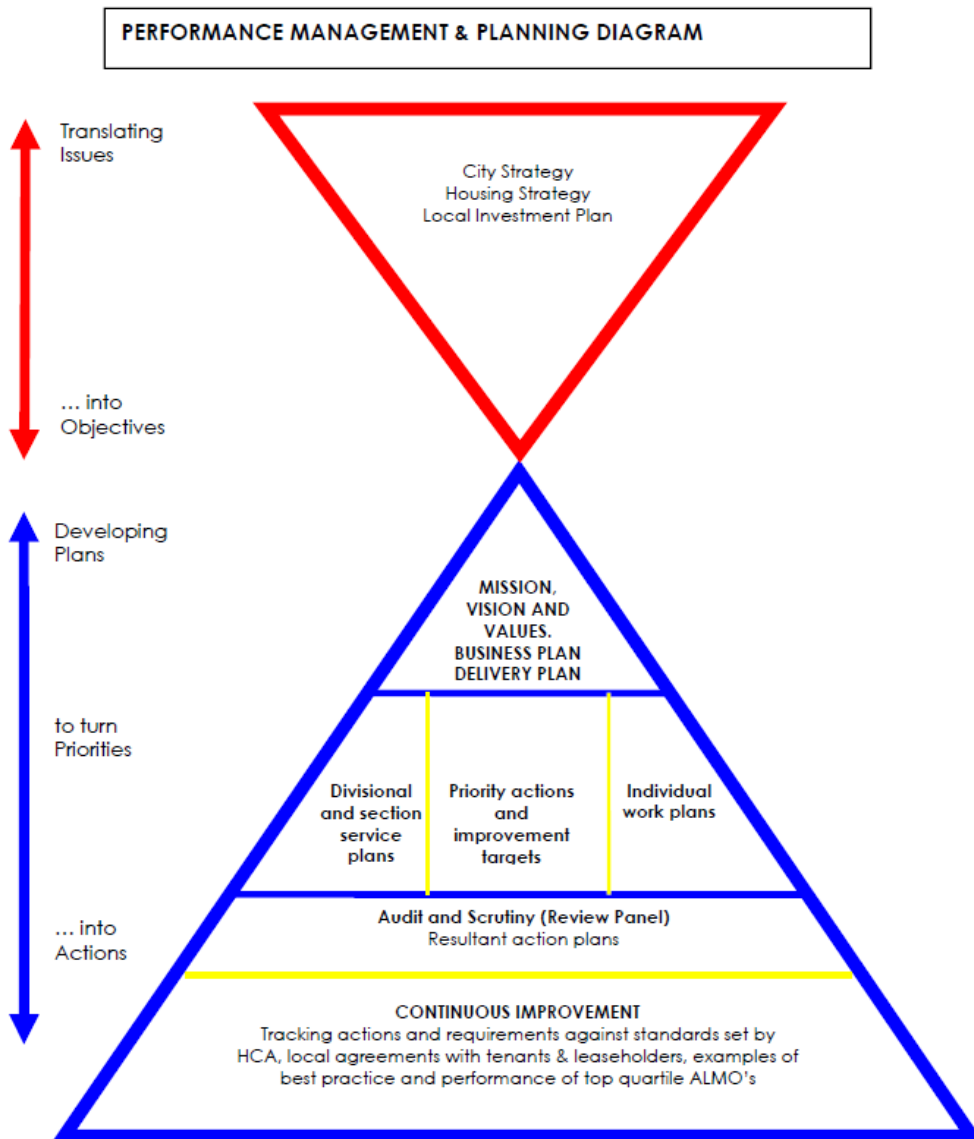 PERFORMANCE MANAGEMENT & PLANNING DIAGRAM
Translating
Issues
City Strategy
Housing Strategy
Local Investment Plan
... into
Objectives
Developing
Plans
MISSION,
VISION AND
VALUES.
BUSINESS PLAN
DELIVERY PLAN
to turn
Priorities
Divisional
and section
service
plans
Priority actions
and
improvement
targets
Individual
work plans
... into
Actions
Audit and Scrutiny (Review Panel)
Resultant action plans
CONTINUOUS IMPROVEMENT
Tracking actions and requirements against standards set by
HCA, local agreements with tenants & leaseholders, examples of
best practice and performance of top quartile ALMO's